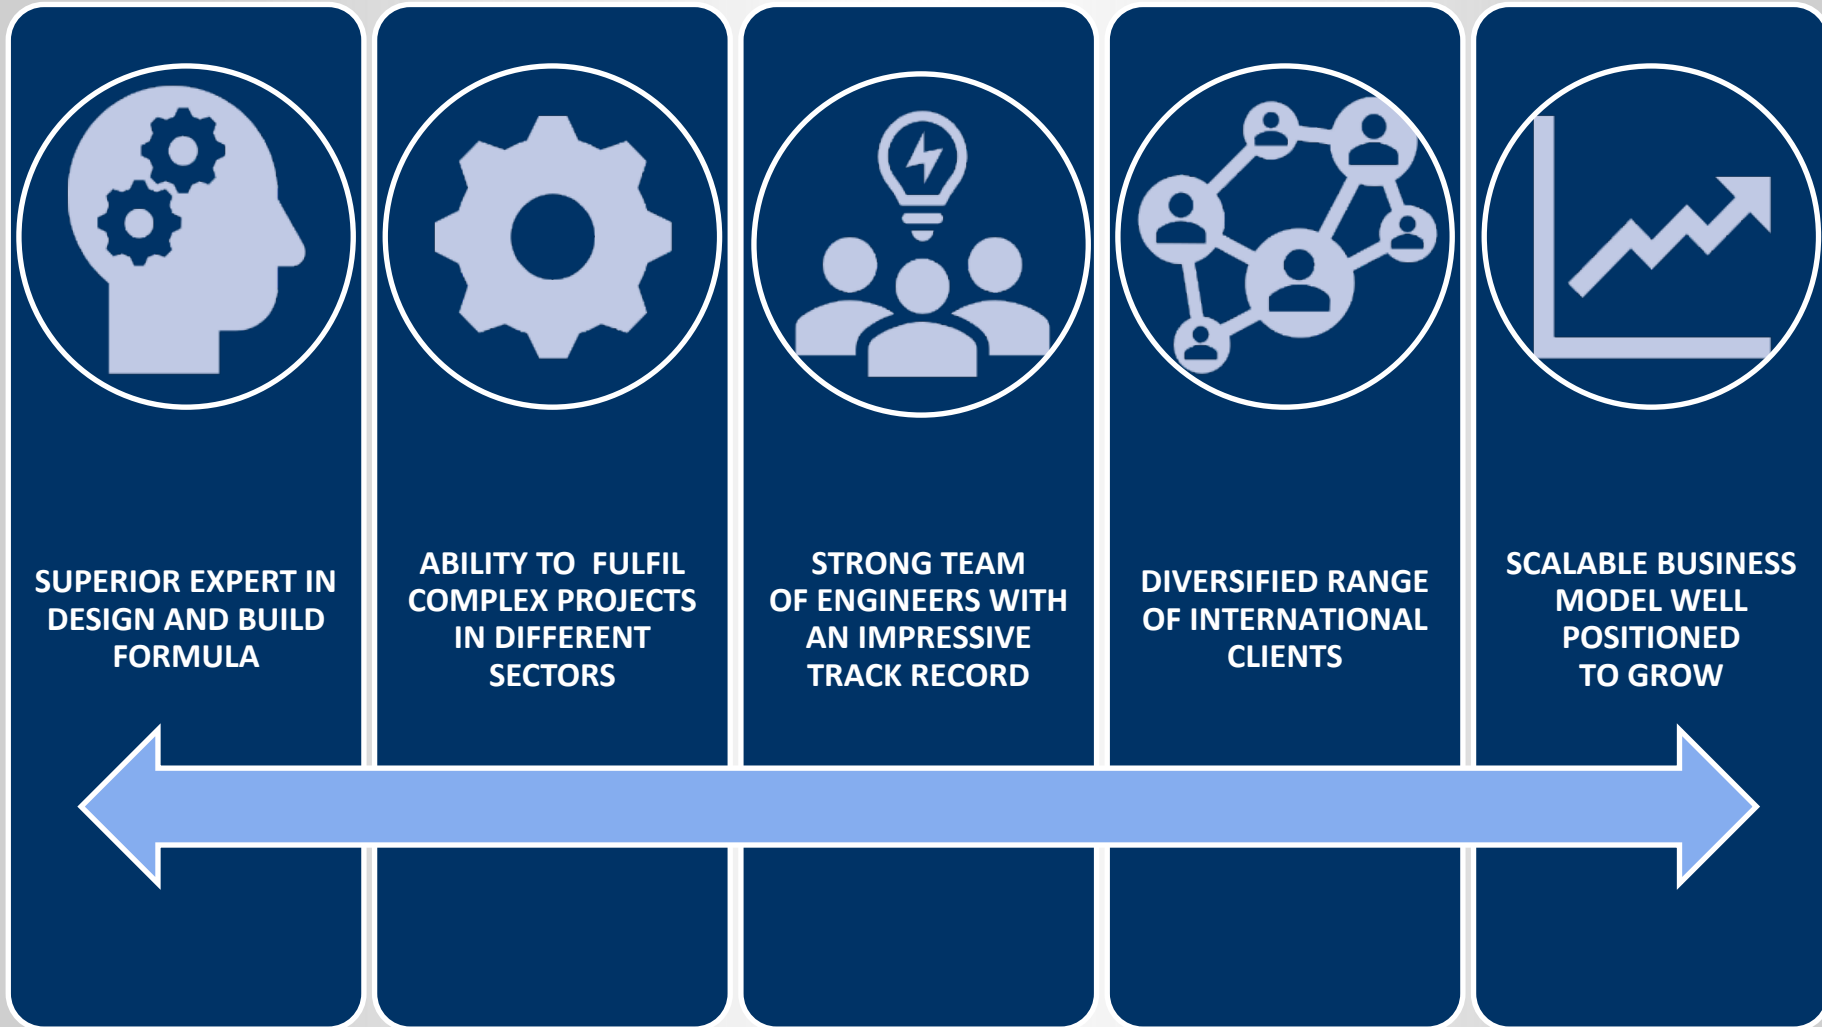 SUPERIOR EXPERT IN
DESIGN AND BUILD
FORMULA
ABILITY TO  FULFIL
COMPLEX PROJECTS
IN DIFFERENT
SECTORS
STRONG TEAM
OF ENGINEERS WITH
AN IMPRESSIVE
TRACK RECORD
DIVERSIFIED RANGE
OF INTERNATIONAL
CLIENTS
SCALABLE BUSINESS
MODEL WELL
POSITIONED
TO GROW